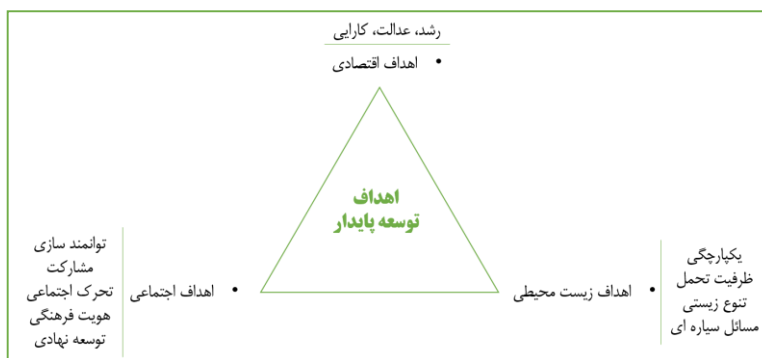 رشد، عدالت، کارایی
• اهداف اقتصادی
اهداف
توسعه پایدار
• اهداف زیست محیطی
یکپارچگی
ظرفیت تحمل
تنوع زیستی
مسائل سیاره ای
• اهداف اجتماعی
توانمند سازی
مشارکت
تحرک اجتماعی
هویت فرهنگی
توسعه نهادی